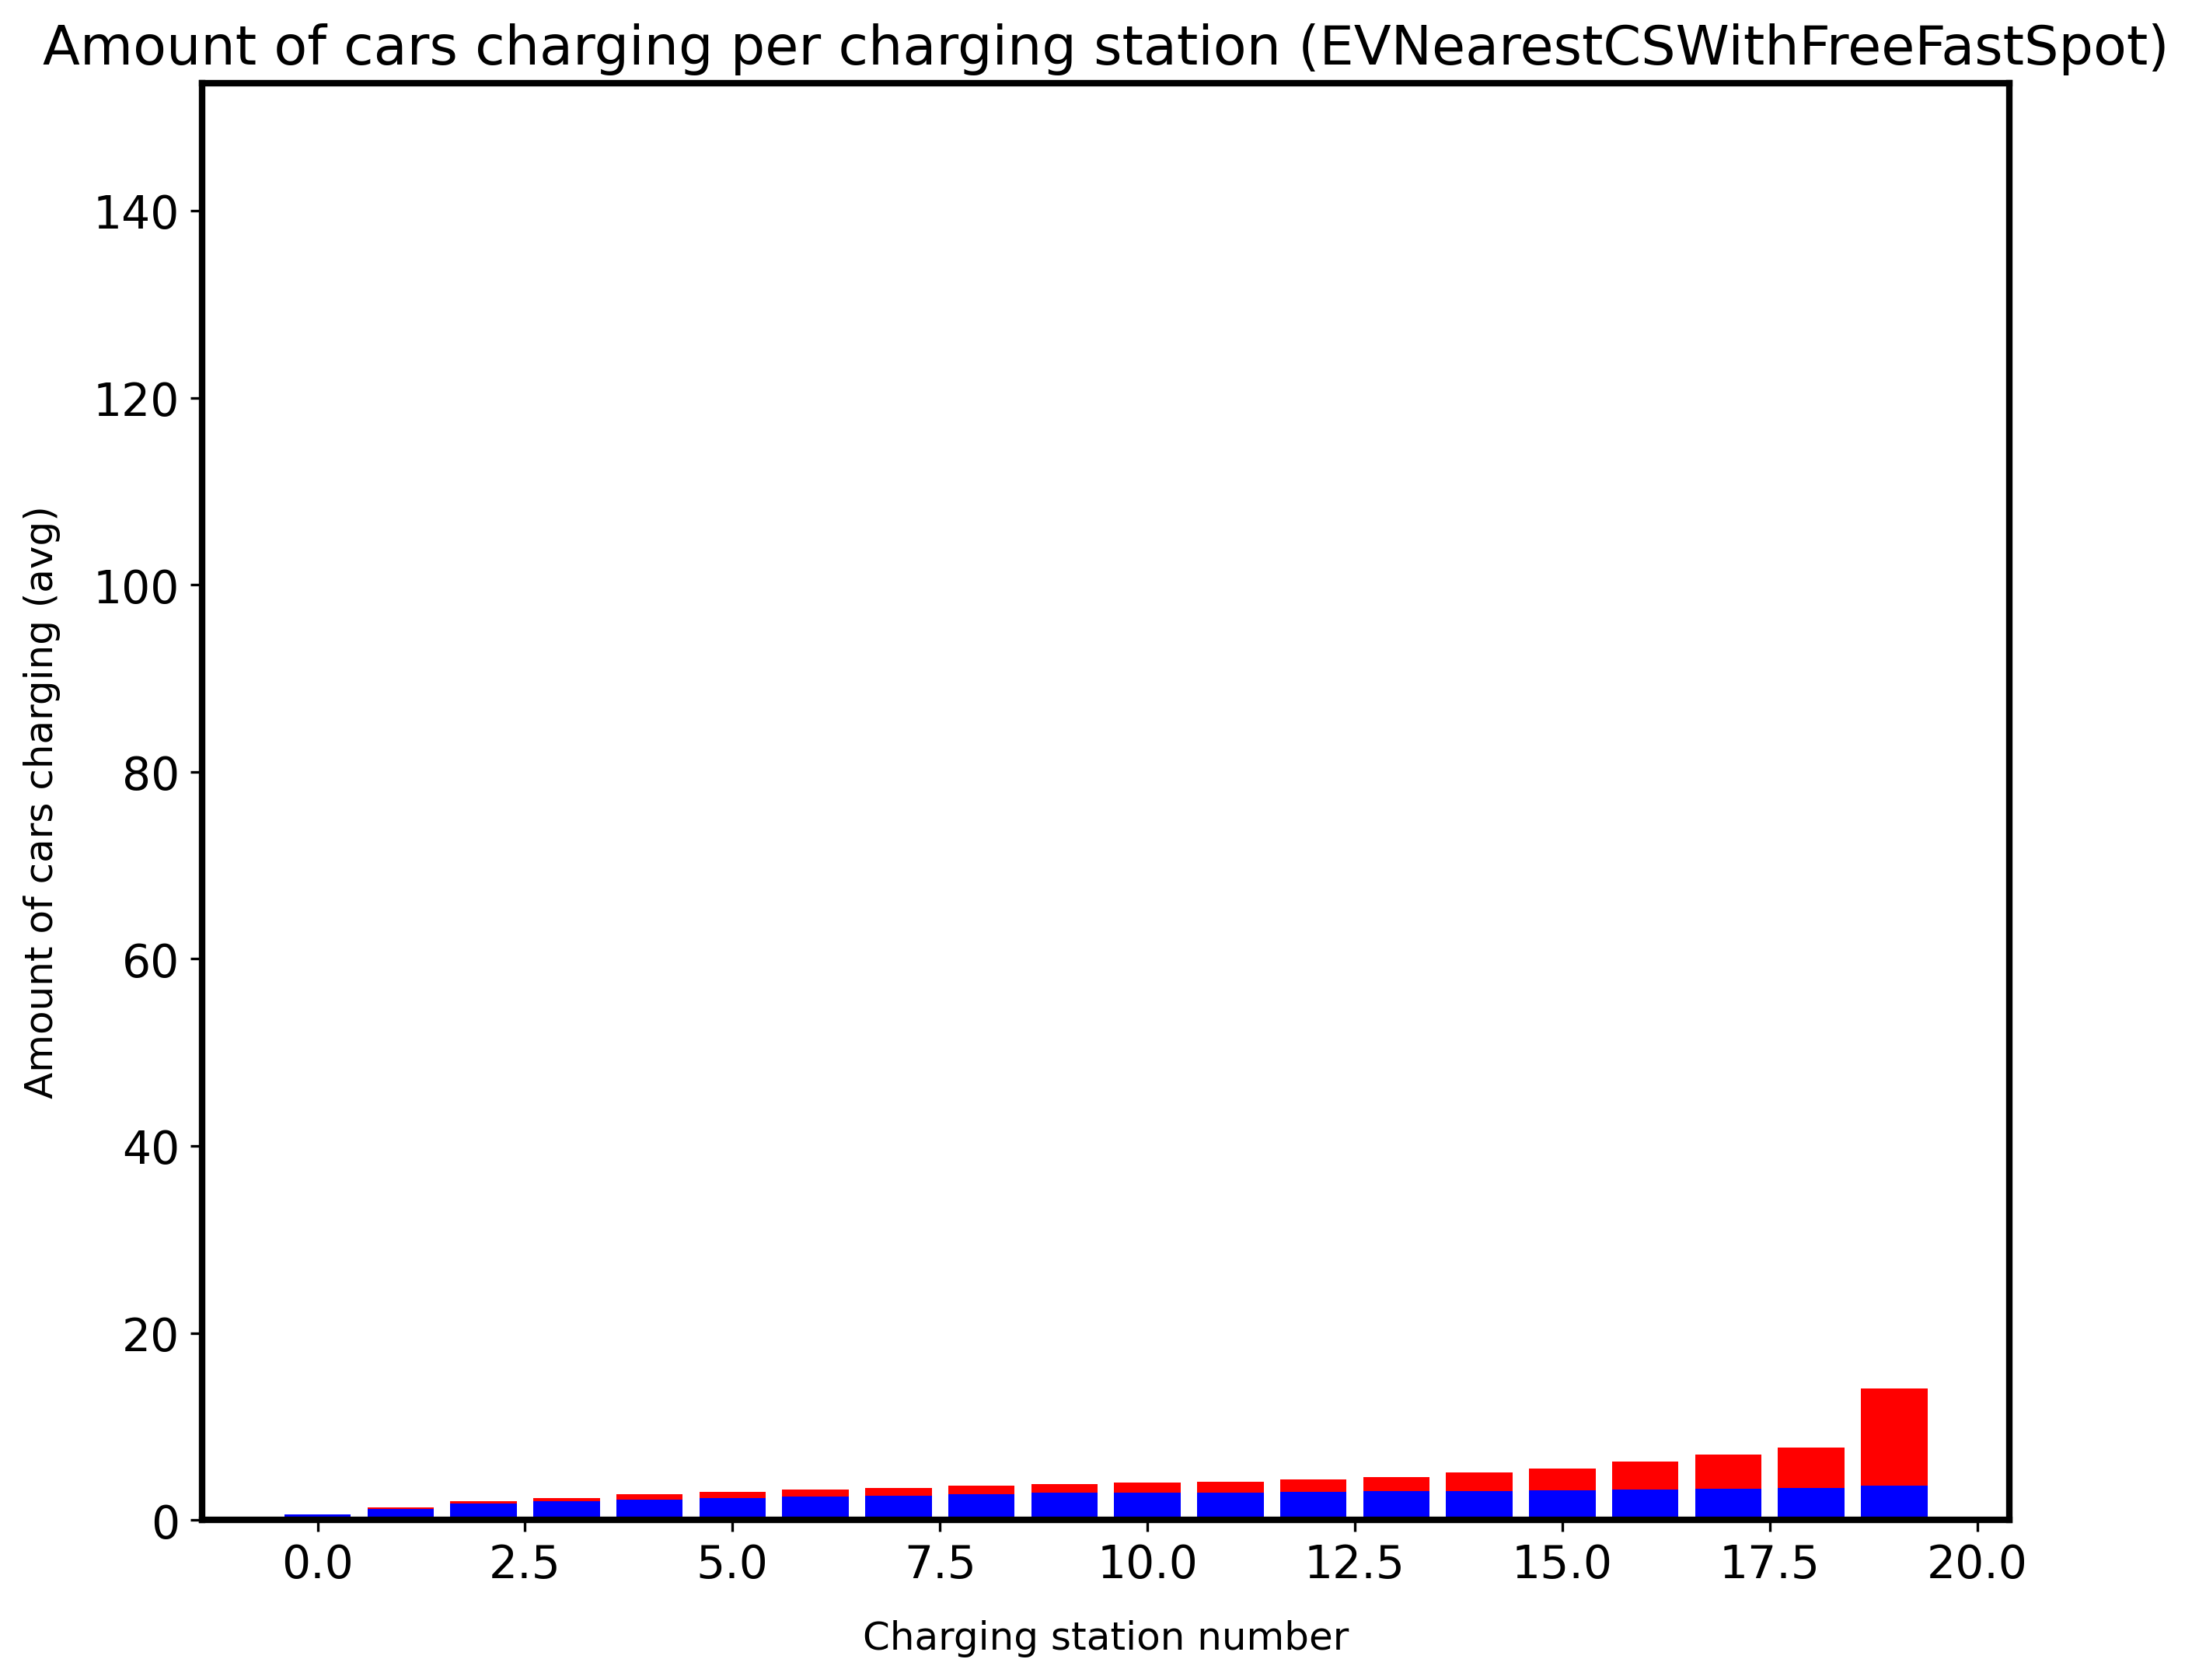 Amount of cars charging per charging station (EVNearestCSWithFreeFastSpot)
Amount of cars charging (avg)
140
120
100
80
60
40
20
0
0.0 2.5 5.0 7.5 10.0 12.5 15.0 17.5 20.0
Charging station number